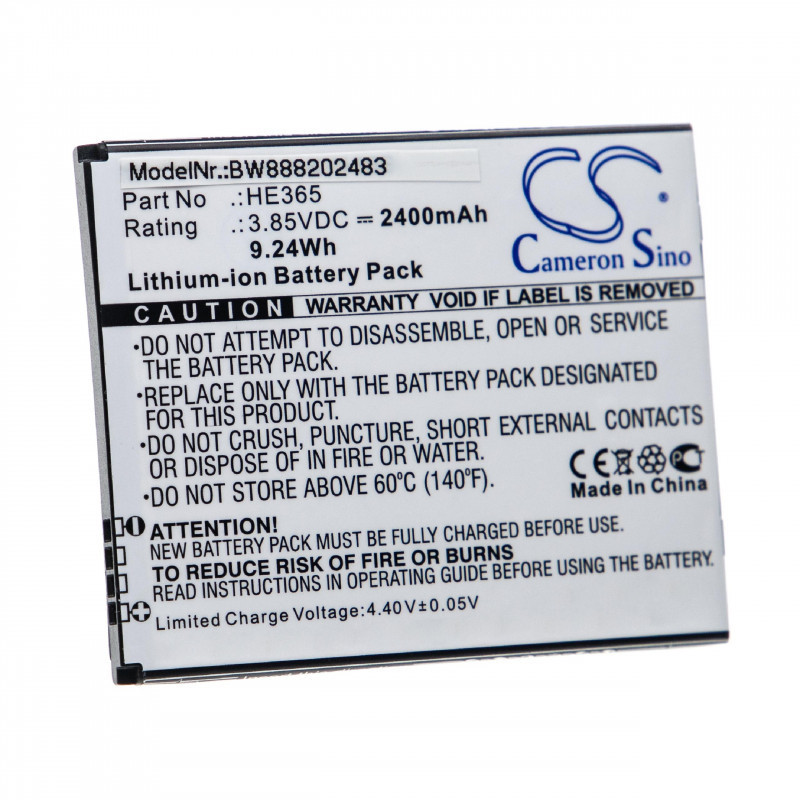 ModelNr.:BW888202483
Part No .:HE365
Rating .:3.85VDC ⎓ 2400mAh
9.24Wh
Lithium-ion Battery Pack
CS
Cameron Sino
CAUTION WARRANTY VOID IF LABEL IS REMOVED
·DO NOT ATTEMPT TO DISASSEMBLE, OPEN OR SERVICE
THE BATTERY PACK.
·REPLACE ONLY WITH THE BATTERY PACK DESIGNATED
FOR THIS PRODUCT.
·DO NOT CRUSH, PUNCTURE, SHORT EXTERNAL CONTACTS
OR DISPOSE OF IN FIRE OR WATER.
·DO NOT STORE ABOVE 60℃ (140℉).
CE
Made In China
ATTENTION!
NEW BATTERY PACK MUST BE FULLY CHARGED BEFORE USE.
TO REDUCE RISK OF FIRE OR BURNS
READ INSTRUCTIONS IN OPERATING GUIDE BEFORE USING THE BATTERY.
Limited Charge Voltage:4.40V±0.05V